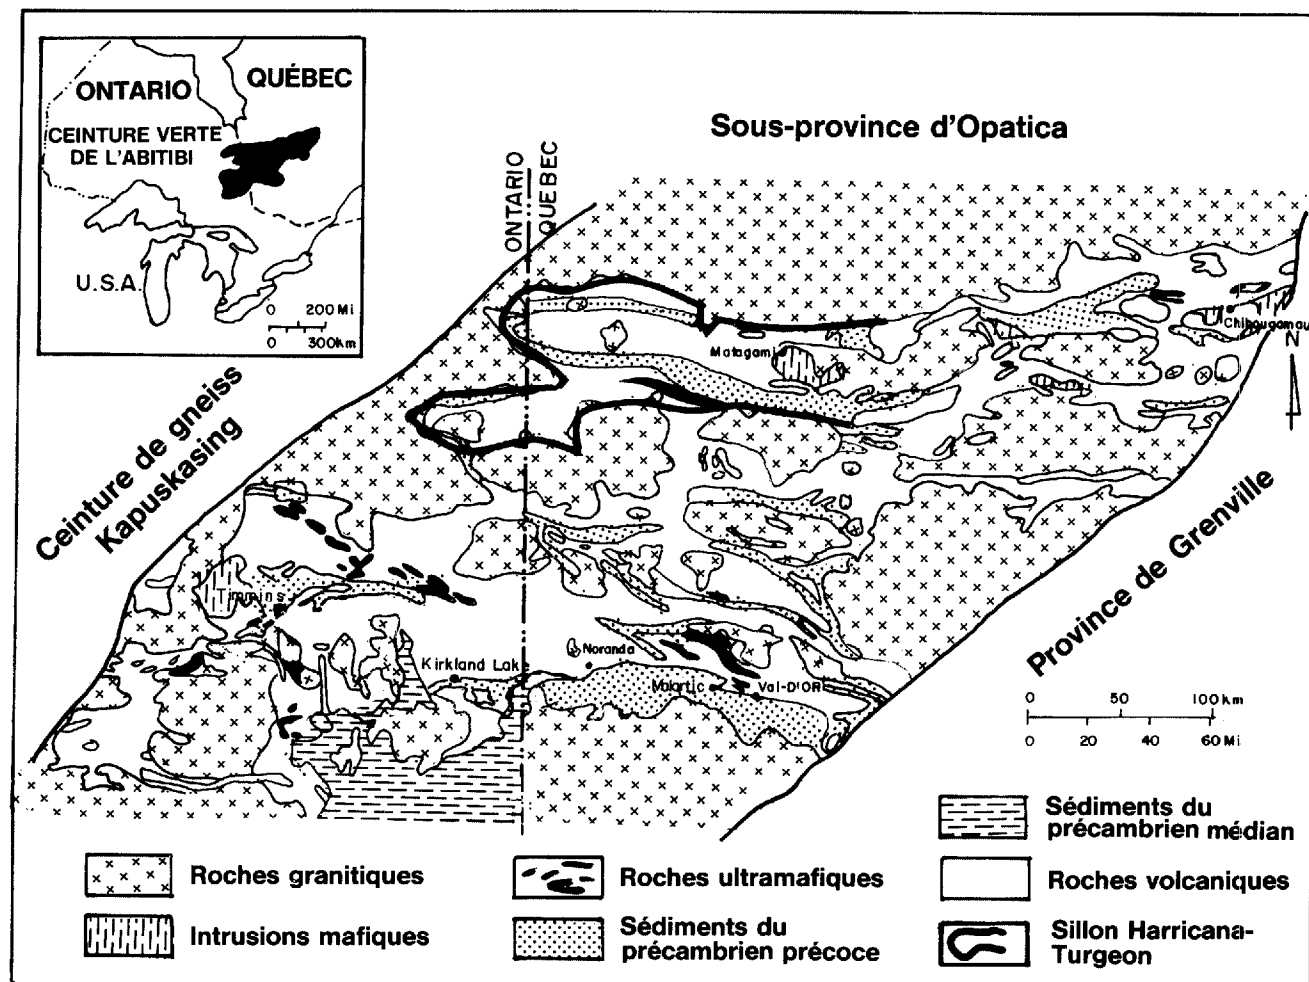 ONTARIO
QUÉBEC
CEINTURE VERTE
DE L'ABITIBI
U.S.A.
0 200 Mi
0 300km
Sous-province d'Opatica
ONTARIO
QUEBEC
Matagami
Chibougamau
N
Ceinture de gneiss
Kapuskasing
Timmins
Kirkland Lake
Noranda
Malartic
Val-D'OR
Province de Grenville
0 50 100 km
0 20 40 60 Mi
Sédiments du
précambrien médian
Roches granitiques
Roches ultramafiques
Roches volcaniques
Intrusions mafiques
Sédiments du
précambrien précoce
Sillon Harricana-
Turgeon